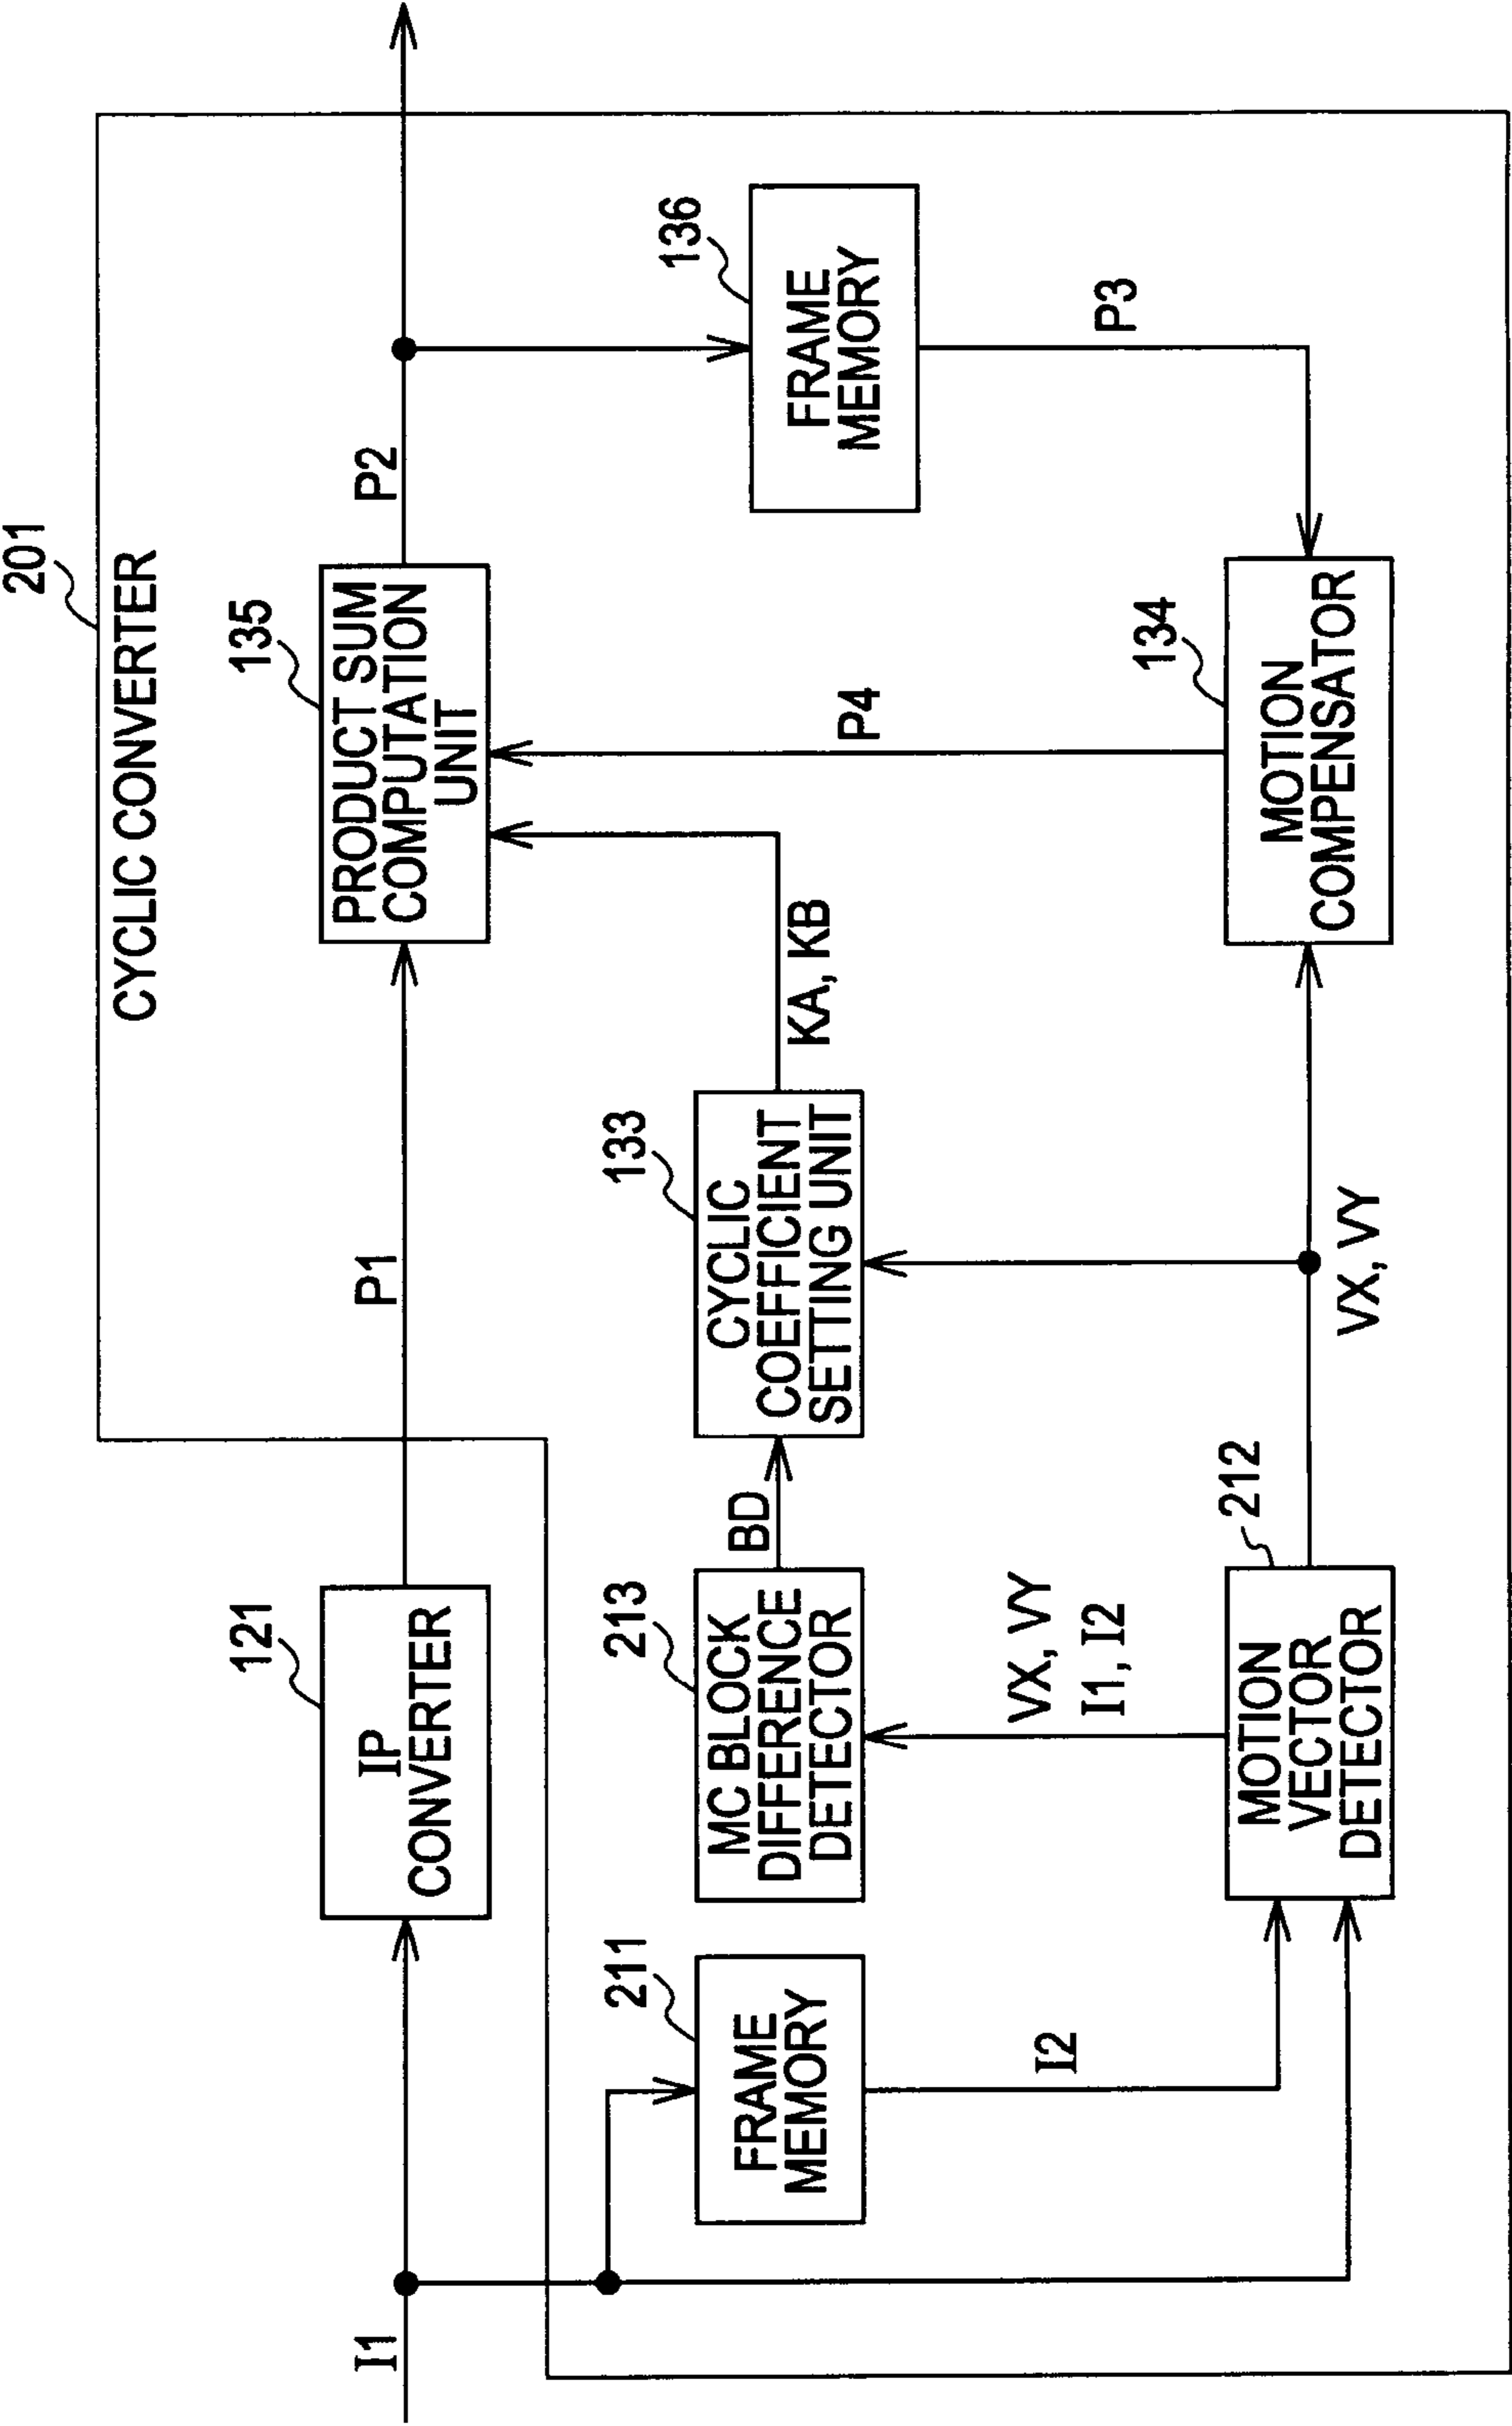 201
CYCLIC CONVERTER
I1
121
IP
CONVERTER
P1
135
PRODUCT SUM
COMPUTATION
UNIT
P2
211
FRAME
MEMORY
213
MC BLOCK
DIFFERENCE
DETECTOR
BD
133
CYCLIC
COEFFICIENT
SETTING UNIT
KA, KB
P4
136
FRAME
MEMORY
I2
VX, VY
I1, I2
P3
212
MOTION
VECTOR
DETECTOR
VX, VY
134
MOTION
COMPENSATOR